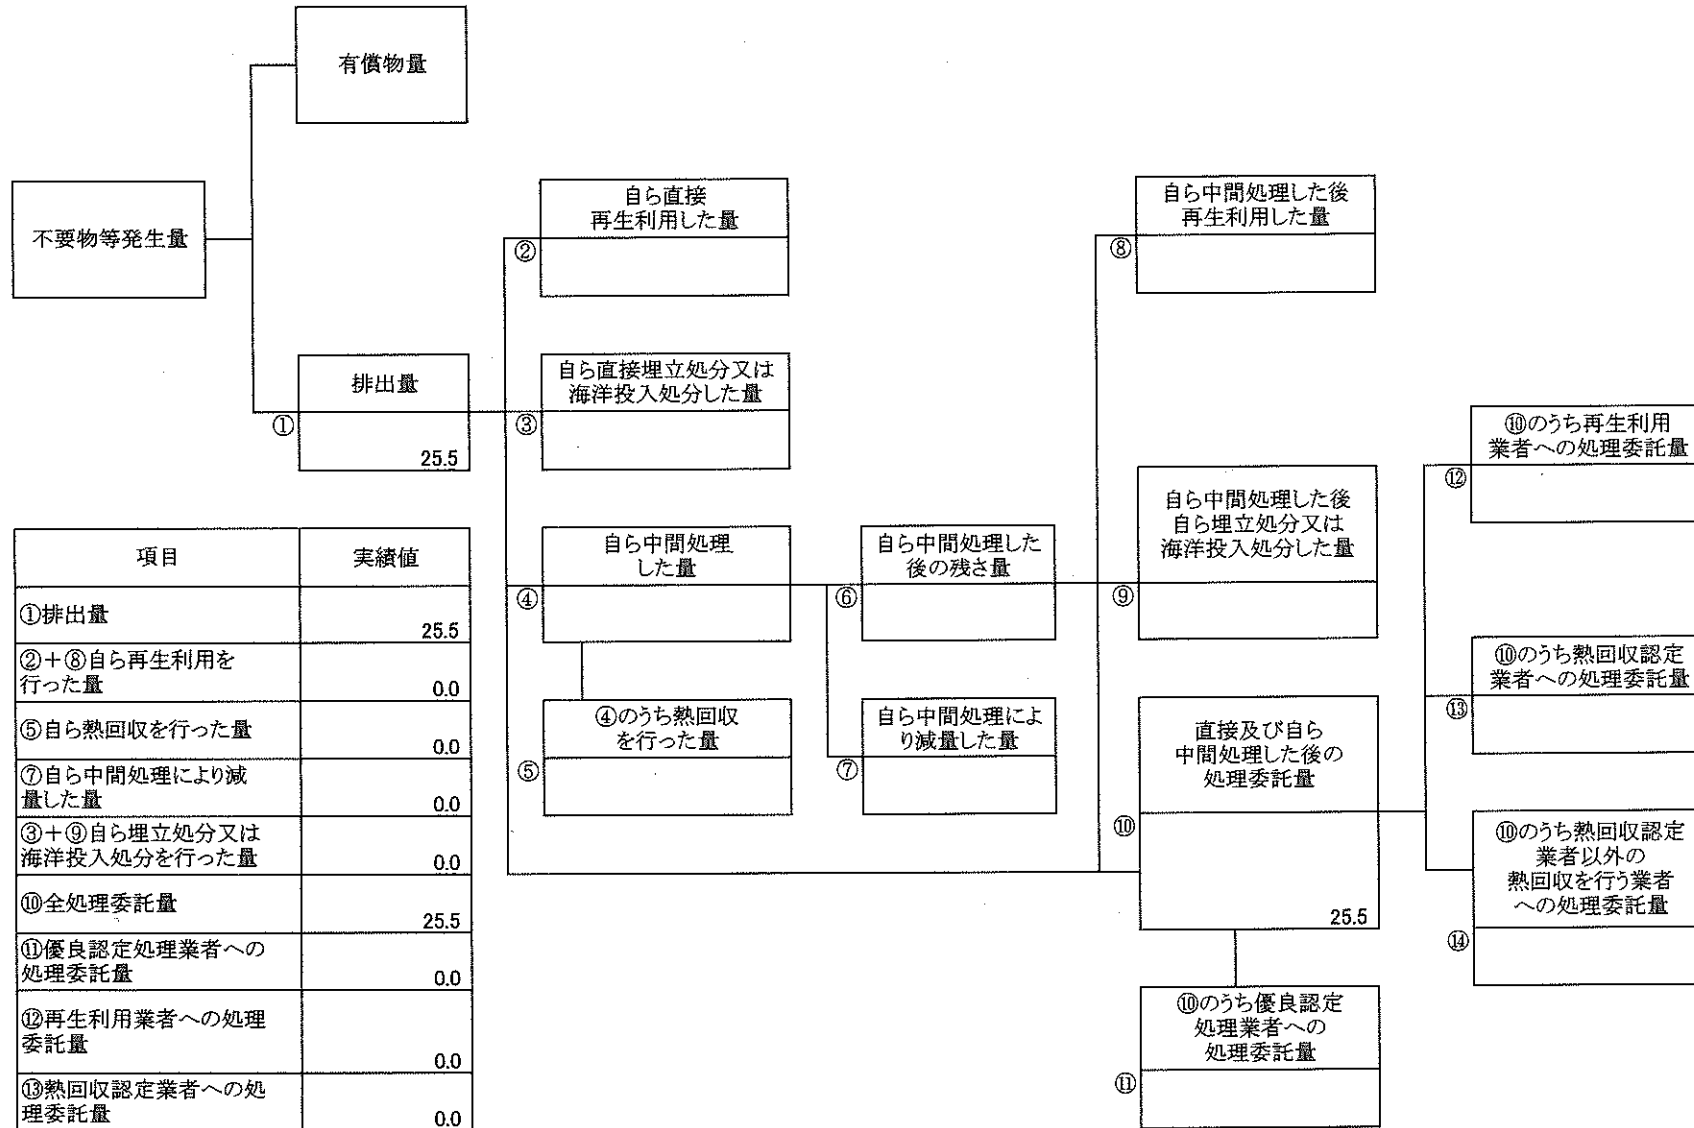 有償物量
不要物等発生量
自ら直接
再生利用した量
②
自ら中間処理した後
再生利用した量
⑧
排出量
①
25.5
自ら直接埋立処分又は
海洋投入処分した量
③
⑩のうち再生利用
業者への処理委託量
⑫
自ら中間処理した後
自ら埋立処分又は
海洋投入処分した量
⑨
自ら中間処理
した量
④
自ら中間処理した
後の残さ量
⑥
⑩のうち熱回収認定
業者への処理委託量
⑬
④のうち熱回収
を行った量
⑤
自ら中間処理によ
り減量した量
⑦
直接及び自ら
中間処理した後の
処理委託量
⑩
25.5
⑩のうち熱回収認定
業者以外の
熱回収を行う業者
への処理委託量
⑭
⑩のうち優良認定
処理業者への
処理委託量
⑪
項目 実績値
①排出量
25.5
②+⑧自ら再生利用を
行った量
0.0
⑤自ら熱回収を行った量
0.0
⑦自ら中間処理により減
量した量
0.0
③+⑨自ら埋立処分又は
海洋投入処分を行った量
0.0
⑩全処理委託量
25.5
⑪優良認定処理業者への
処理委託量
0.0
⑫再生利用業者への処理
委託量
0.0
⑬熱回収認定業者への処
理委託量
0.0